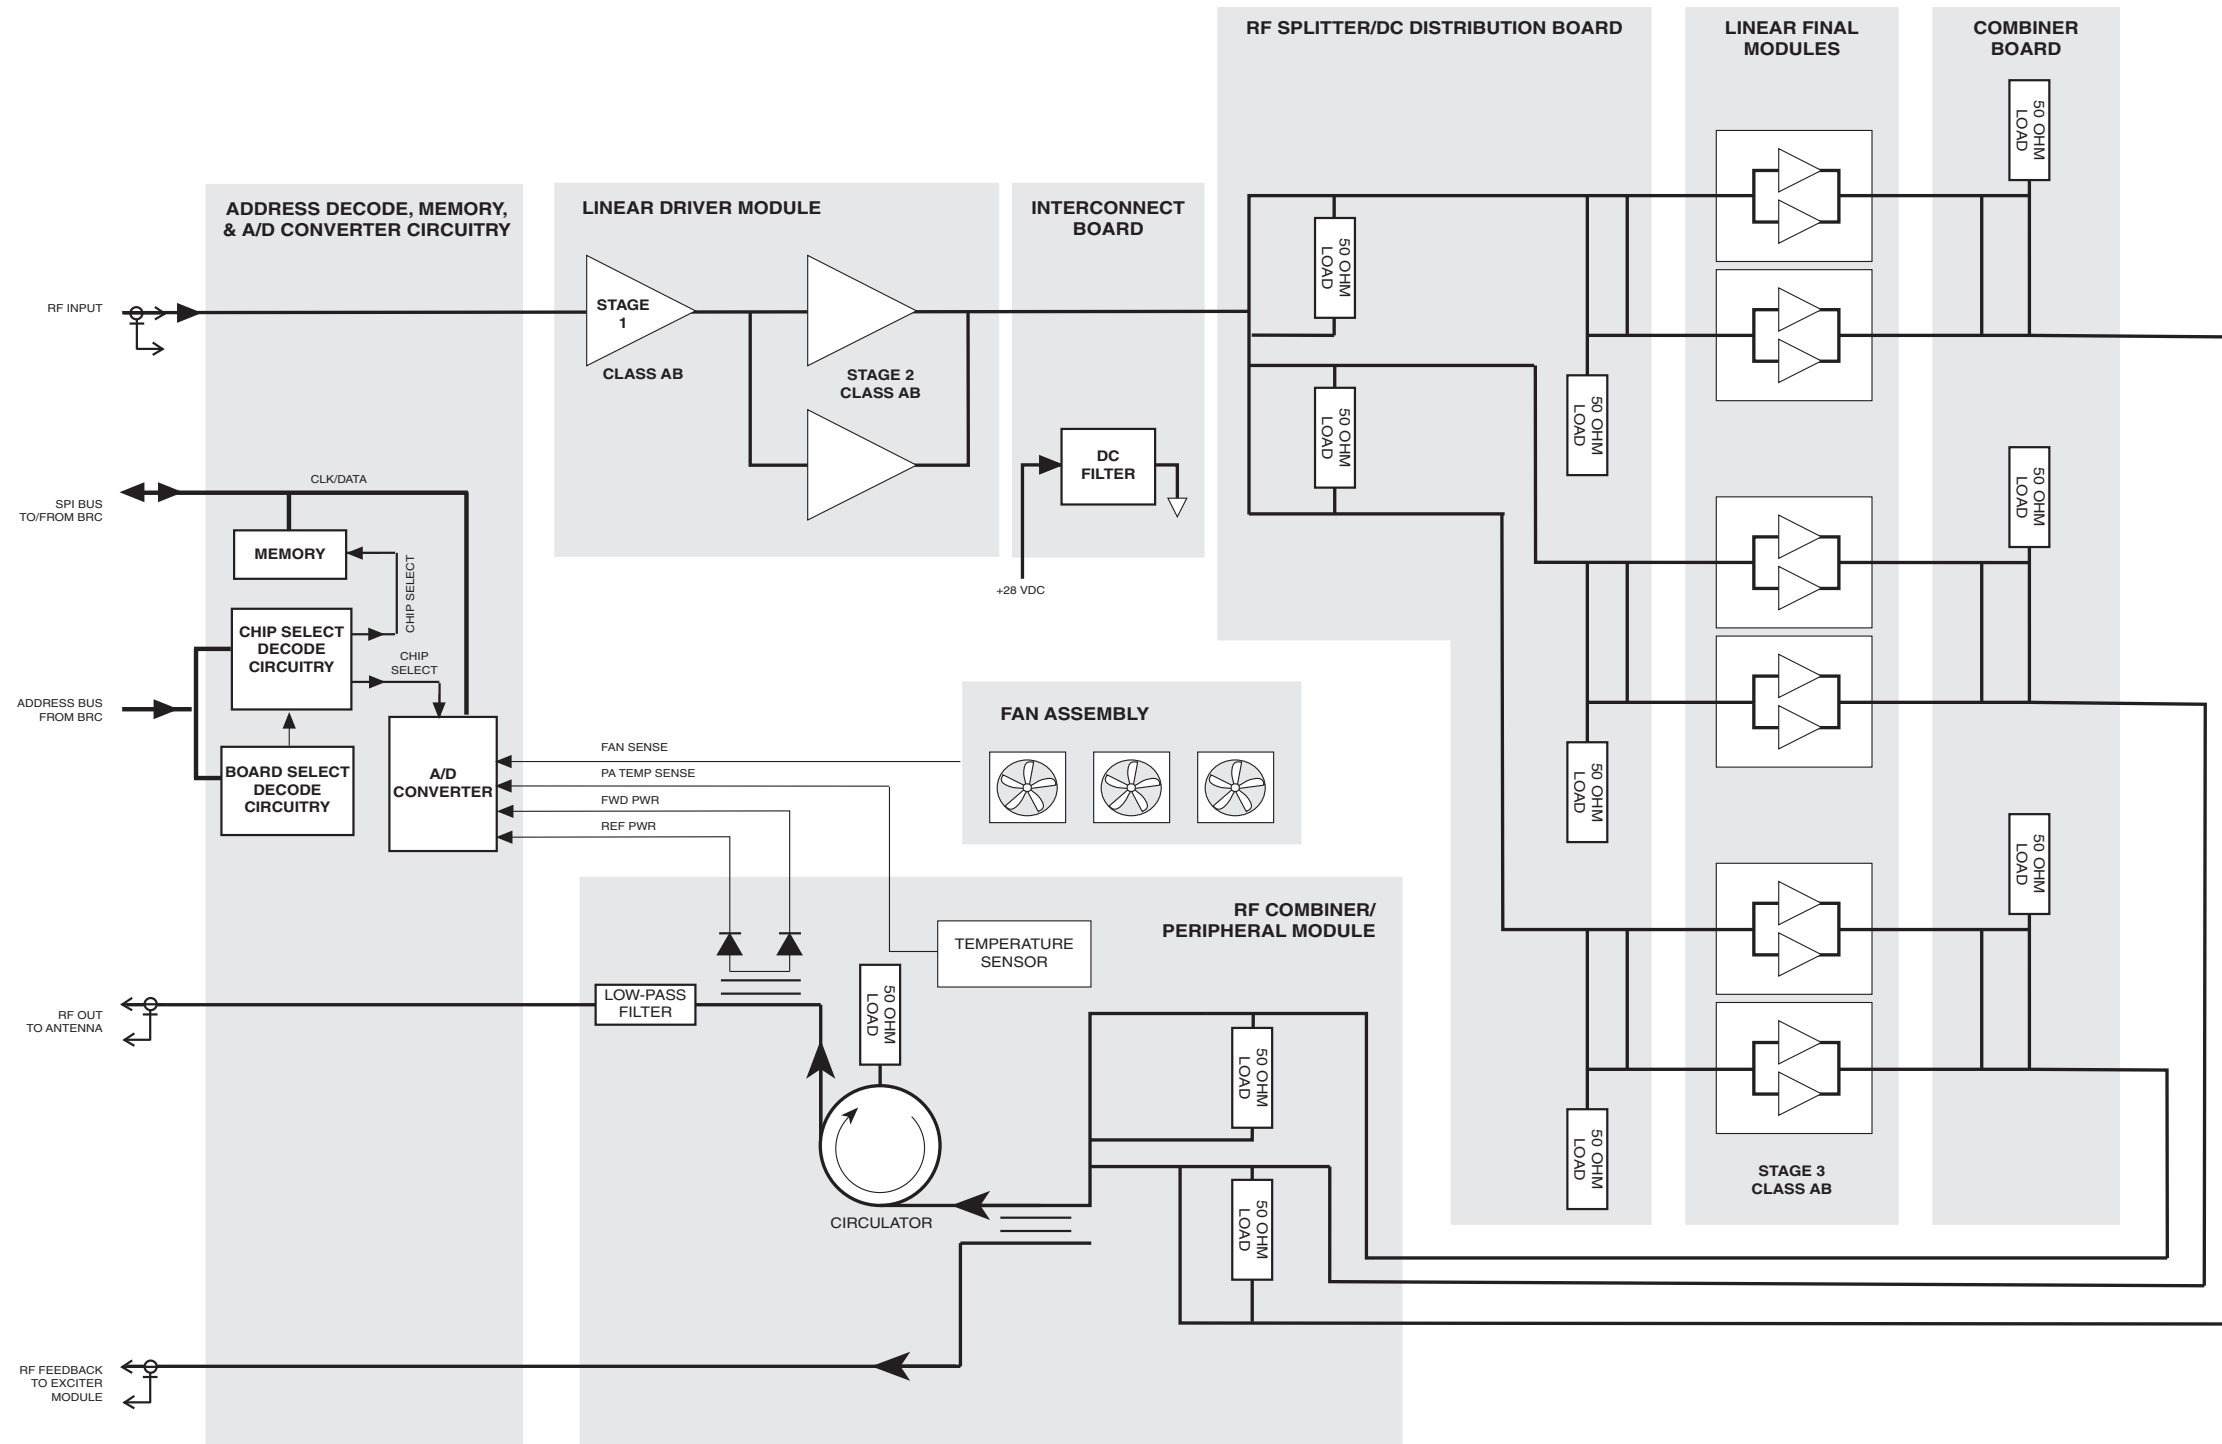 RF SPLITTER/DC DISTRIBUTION BOARD
LINEAR FINAL
MODULES
COMBINER
BOARD
50 OHM
LOAD
ADDRESS DECODE, MEMORY,
& A/D CONVERTER CIRCUITRY
LINEAR DRIVER MODULE
INTERCONNECT
BOARD
50 OHM
LOAD
RF INPUT
STAGE
1
CLASS AB
STAGE 2
CLASS AB
50 OHM
LOAD
50 OHM
LOAD
DC
FILTER
+28 VDC
50 OHM
LOAD
CLK/DATA
SPI BUS
TO/FROM BRC
MEMORY
CHIP SELECT
CHIP SELECT
DECODE
CIRCUITRY
CHIP
SELECT
ADDRESS BUS
FROM BRC
BOARD SELECT
DECODE
CIRCUITRY
A/D
CONVERTER
FAN SENSE
PA TEMP SENSE
FWD PWR
REF PWR
FAN ASSEMBLY
50 OHM
LOAD
50 OHM
LOAD
RF COMBINER/
PERIPHERAL MODULE
TEMPERATURE
SENSOR
LOW-PASS
FILTER
50 OHM
LOAD
RF OUT
TO ANTENNA
50 OHM
LOAD
50 OHM
LOAD
50 OHM
LOAD
STAGE 3
CLASS AB
CIRCULATOR
RF FEEDBACK
TO EXCITER
MODULE